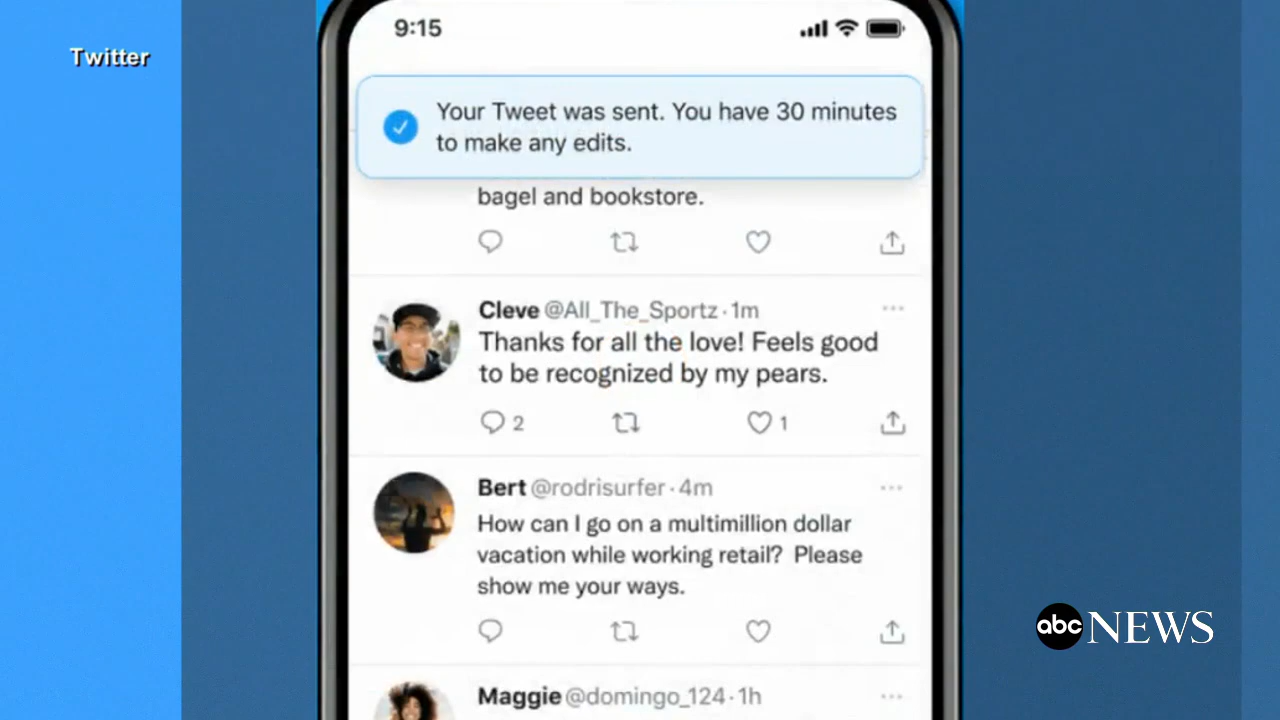 Twitter
9:15
Your Tweet was sent. You have 30 minutes
to make any edits.
bagel and bookstore.
Cleve @All_The_Sportz · 1m
Thanks for all the love! Feels good
to be recognized by my pears.
2
1
Bert @rodrisurfer · 4m
How can I go on a multimillion dollar
vacation while working retail?  Please
show me your ways.
Maggie @domingo_124 · 1h
abc NEWS